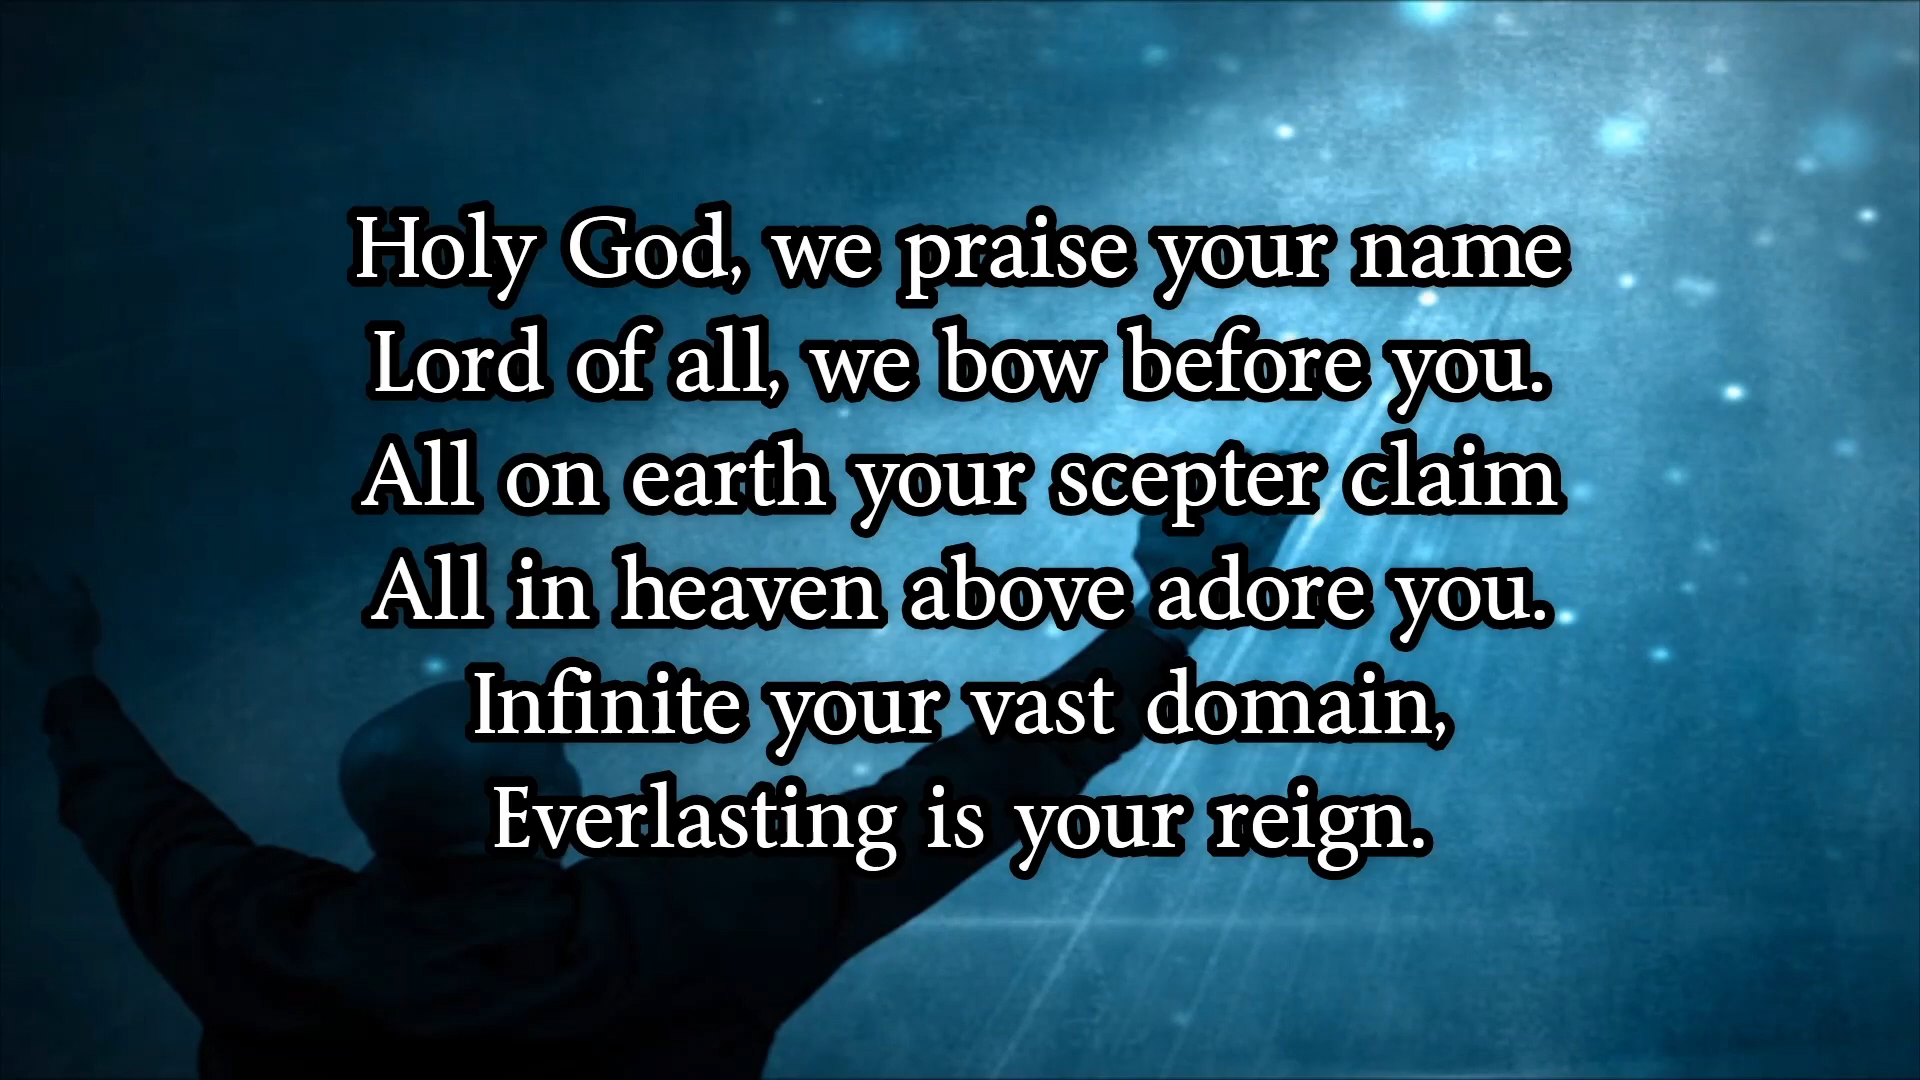 Holy God, we praise your name
Lord of all, we bow before you.
All on earth your scepter claim
All in heaven above adore you.
Infinite your vast domain,
Everlasting is your reign.